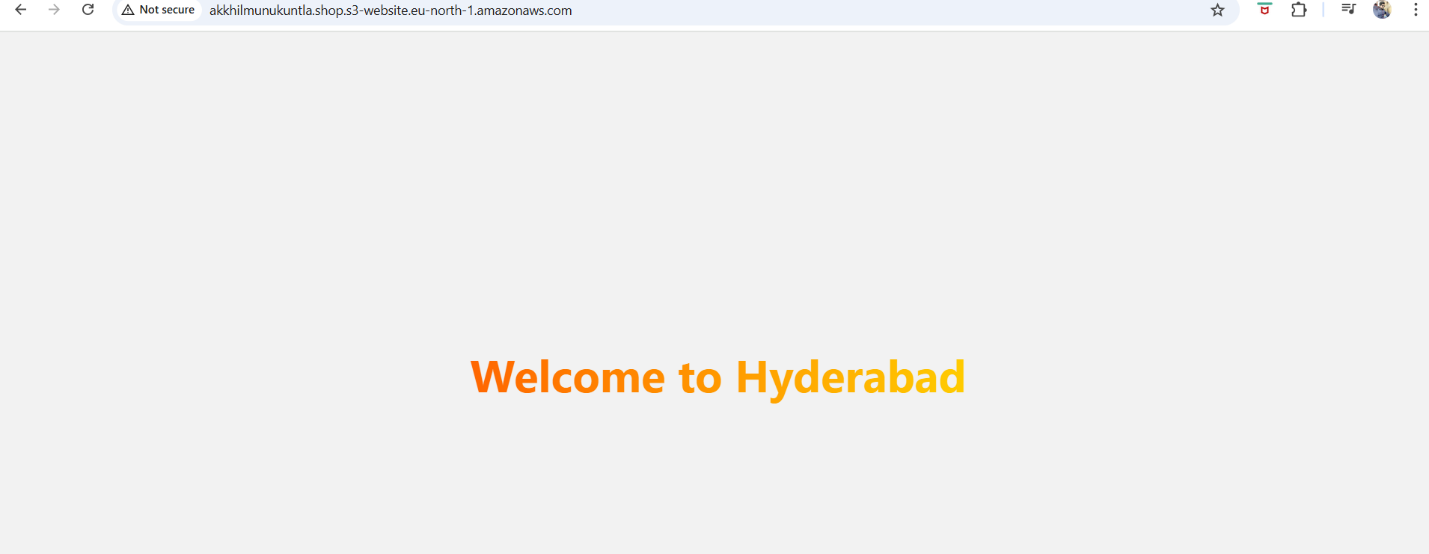 Not secure akkhilmunukuntla.shop.s3-website.eu-north-1.amazonaws.com
Welcome to Hyderabad